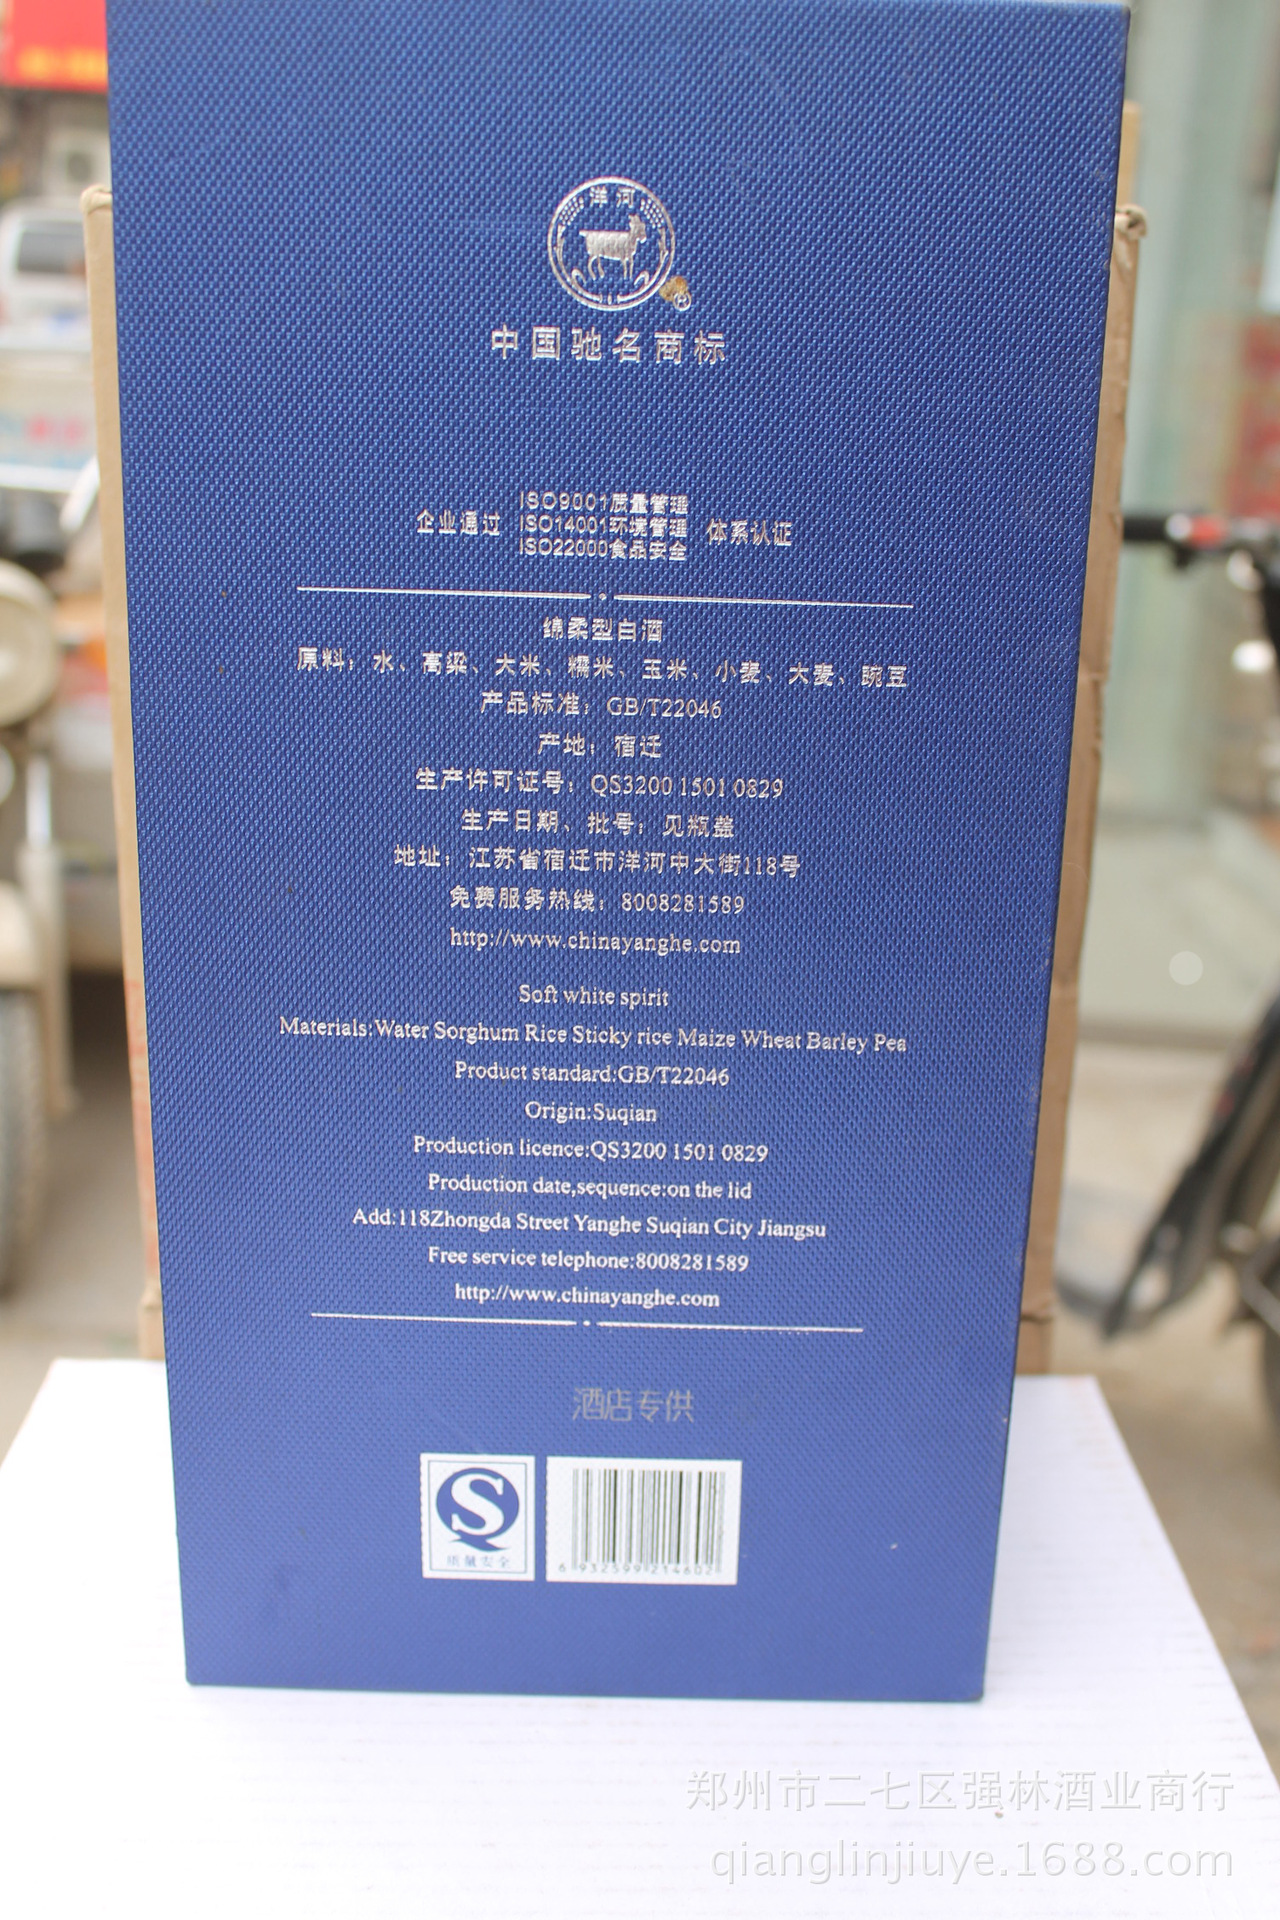 洋河
®
中国驰名商标
企业通过
ISO9001质量管理
ISO14001环境管理
ISO22000食品安全
体系认证
绵柔型白酒
原料：水、高粱、大米、糯米、玉米、小麦、大麦、豌豆
产品标准：GB/T22046
产地：宿迁
生产许可证号：QS3200 1501 0829
生产日期、批号：见瓶盖
地址：江苏省宿迁市洋河中大街118号
免费服务热线：8008281589
http://www.chinayanghe.com
Soft white spirit
Materials:Water Sorghum Rice Sticky rice Maize Wheat Barley Pea
Product standard:GB/T22046
Origin:Suqian
Production licence:QS3200 1501 0829
Production date,sequence:on the lid
Add:118Zhongda Street Yanghe Suqian City Jiangsu
Free service telephone:8008281589
http://www.chinayanghe.com
酒店专供
质量安全
6 932599 214602
郑州市二七区强林酒业商行
qianglinjiuye.1688.com